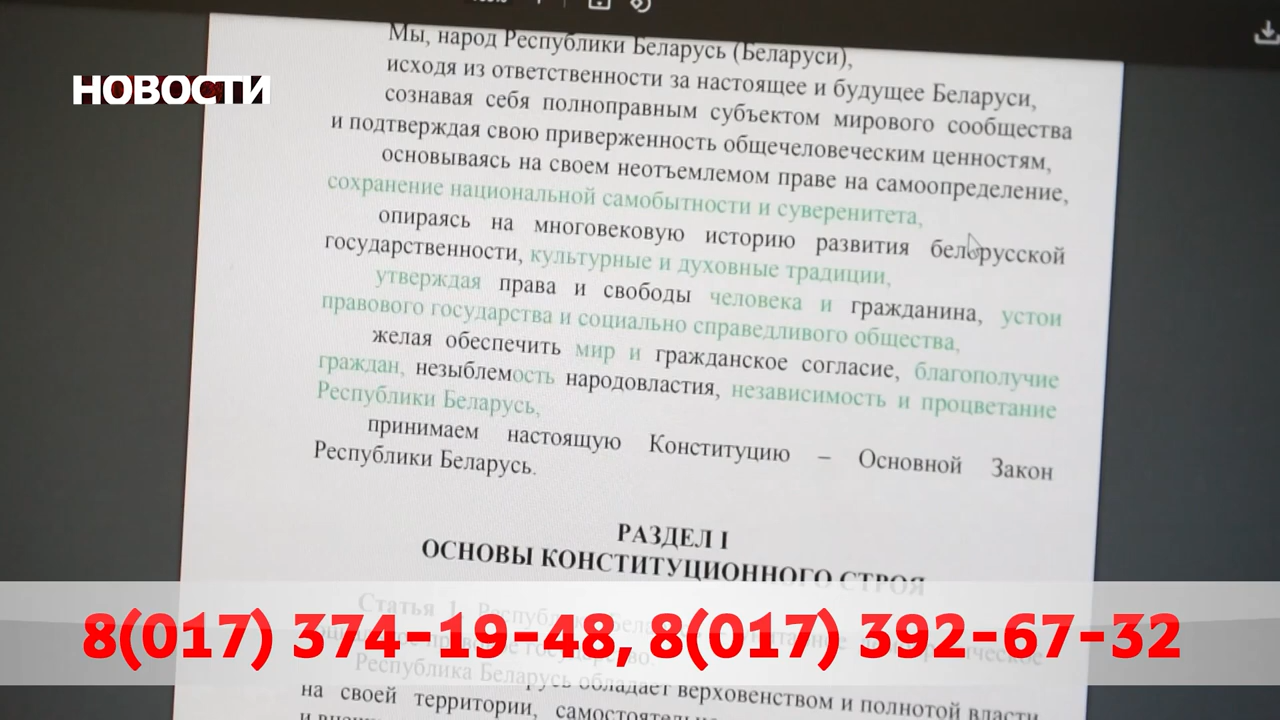 НОВОСТИ
Мы, народ Республики Беларусь (Беларуси),
исходя из ответственности за настоящее и будущее Беларуси,
сознавая себя полноправным субъектом мирового сообщества
и подтверждая свою приверженность общечеловеческим ценностям,
основываясь на своем неотъемлемом праве на самоопределение,
сохранение национальной самобытности и суверенитета,
опираясь на многовековую историю развития белорусской
государственности, культурные и духовные традиции,
утверждая права и свободы человека и гражданина, устои
правового государства и социально справедливого общества,
желая обеспечить мир и гражданское согласие, благополучие
граждан, незыблемость народовластия, независимость и процветание
Республики Беларусь,
принимаем настоящую Конституцию – Основной Закон
Республики Беларусь.
РАЗДЕЛ I
ОСНОВЫ КОНСТИТУЦИОННОГО СТРОЯ
Статья 1. Республика
8(017) 374-19-48, 8(017) 392-67-32
Республика Беларусь обладает верховенством и полнотой власти
на своей территории,